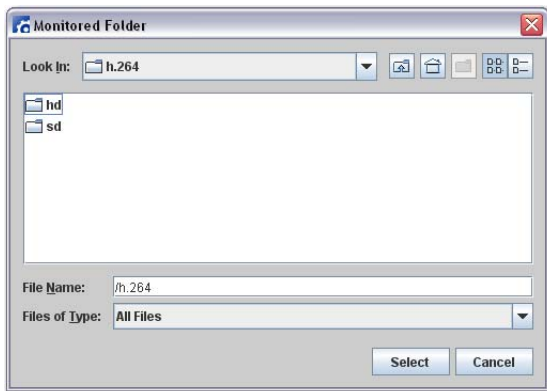 Monitored Folder
Look In: h.264
hd
sd
File Name: /h.264
Files of Type: All Files
Select Cancel